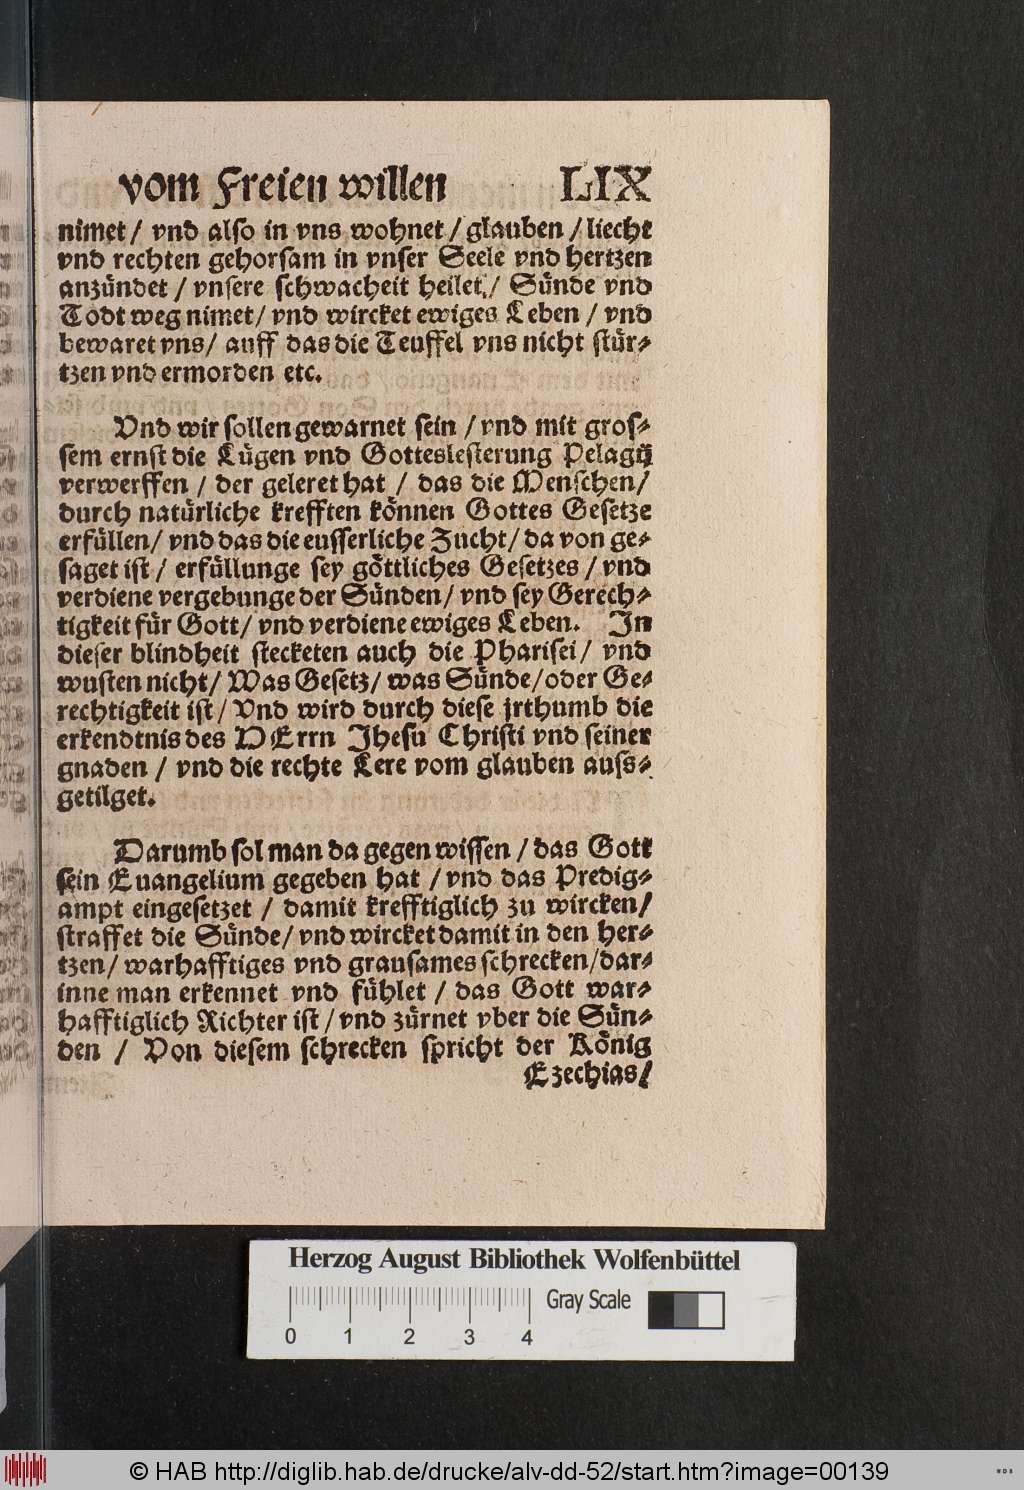 vom Freien willen LIX
nimet / vnd also in vns wohnet / glauben / liecht
vnd rechten gehorsam in vnser Seele vnd hertzen
anzündet / vnsere schwacheit heilet / Sünde vnd
Todt weg nimet / vnd wircket ewiges Leben / vnd
bewaret vns / auff das die Teuffel vns nicht stür-
tzen vnd ermorden etc.
Vnd wir sollen gewarnet sein / vnd mit gros-
sem ernst die Lügen vnd Gotteslesterung Pelagij
verwerffen / der geleret hat / das die Menschen /
durch natürliche krefften können Gottes Gesetze
erfüllen / vnd das die eusserliche Zucht / da von ge-
saget ist / erfüllunge sey göttliches Gesetzes / vnd
verdiene vergebunge der Sünden / vnd sey Gerech-
tigkeit für Gott / vnd verdiene ewiges Leben. In
dieser blindheit stecketen auch die Pharisei / vnd
wusten nicht / Was Gesetz / was Sünde / oder Ge-
rechtigkeit ist / Vnd wird durch diese jrthumb die
erkendtnis des HErrn Jhesu Christi vnd seiner
gnaden / vnd die rechte Lere vom glauben auss-
getilget.
Darumb sol man da gegen wissen / das Gott
sein Euangelium gegeben hat / vnd das Predig-
ampt eingesetzet / damit krefftiglich zu wircken /
straffet die Sünde / vnd wircket damit in den her-
tzen / warhafftiges vnd grausames schrecken / dar-
inne man erkennet vnd fühlet / das Gott war-
hafftiglich Richter ist / vnd zürnet vber die Sün-
den / Von diesem schrecken spricht der König
Ezechias /
Herzog August Bibliothek Wolfenbüttel
Gray Scale
0 1 2 3 4
© HAB http://diglib.hab.de/drucke/alv-dd-52/start.htm?image=00139